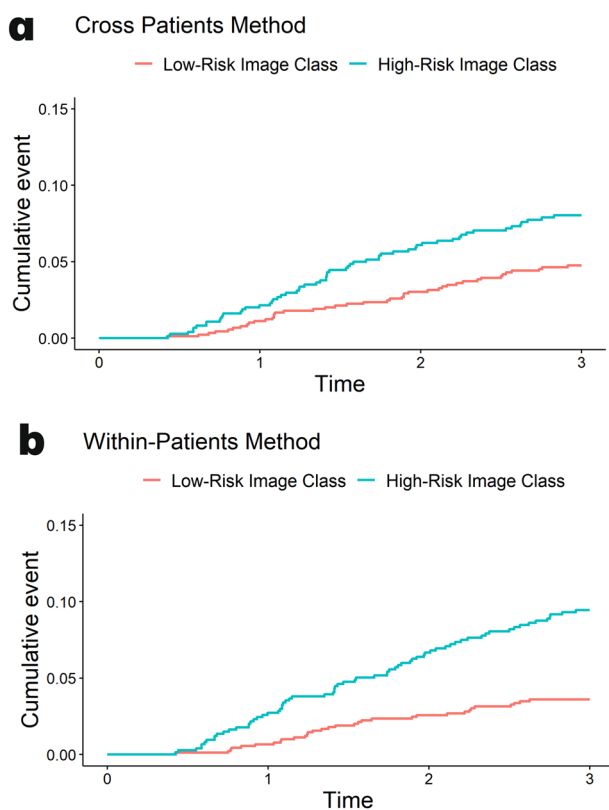 a Cross Patients Method
Low-Risk Image Class High-Risk Image Class
0.15
0.10
0.05
0.00
Cumulative event
0 1 2 3
Time
b Within-Patients Method
Low-Risk Image Class High-Risk Image Class
0.15
0.10
0.05
0.00
Cumulative event
0 1 2 3
Time